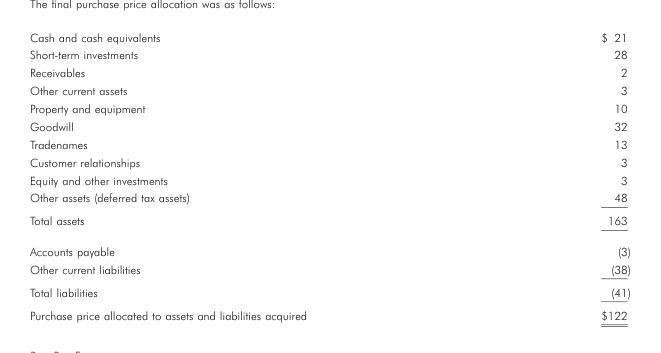 The final purchase price allocation was as follows:
Cash and cash equivalents $ 21
Short-term investments 28
Receivables 2
Other current assets 3
Property and equipment 10
Goodwill 32
Tradenames 13
Customer relationships 3
Equity and other investments 3
Other assets (deferred tax assets) 48
Total assets 163
Accounts payable (3)
Other current liabilities (38)
Total liabilities (41)
Purchase price allocated to assets and liabilities acquired $122